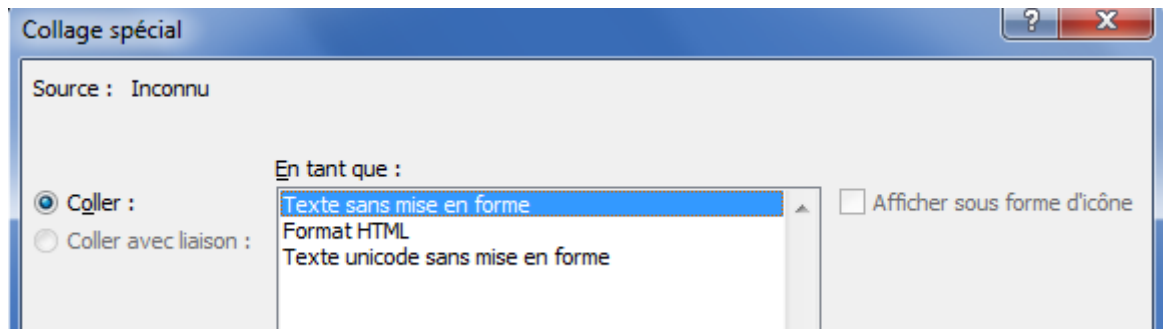 Collage spécial
?
X
Source : Inconnu
En tant que :
Coller :
Texte sans mise en forme
Afficher sous forme d'icône
Format HTML
Coller avec liaison :
Texte unicode sans mise en forme